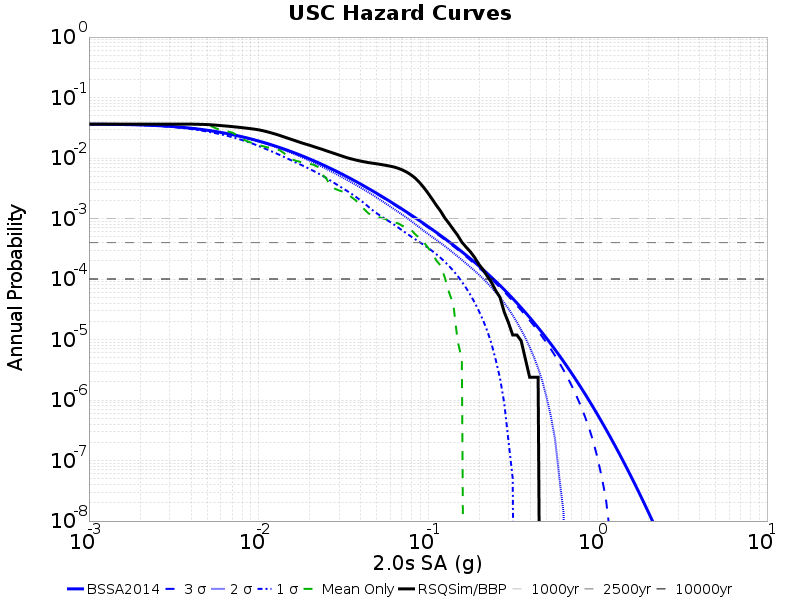 USC Hazard Curves
10^0
10^-1
10^-2
10^-3
10^-4
10^-5
10^-6
10^-7
10^-8
Annual Probability
10^-3 10^-2 10^-1 10^0 10^1
2.0s SA (g)
BSSA2014 3 σ 2 σ 1 σ Mean Only RSQSim/BBP 1000yr 2500yr 10000yr